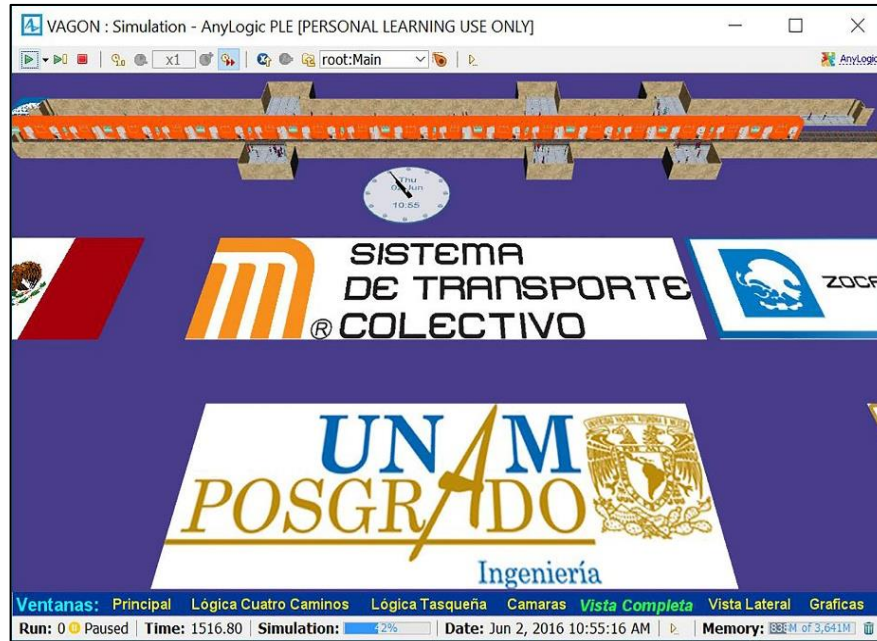 VAGON : Simulation - AnyLogic PLE [PERSONAL LEARNING USE ONLY]
x1 root:Main AnyLogic
Thu
02 Jun
10:55
SISTEMA
DE TRANSPORTE
COLECTIVO
®
UNAM
POSGRADO
Ingeniería
Ventanas: Principal Lógica Cuatro Caminos Lógica Tasqueña Camaras Vista Completa Vista Lateral Graficas
Run: 0 Paused Time: 1516.80 Simulation: Date: Jun 2, 2016 10:55:16 AM Memory: M of 3,641M